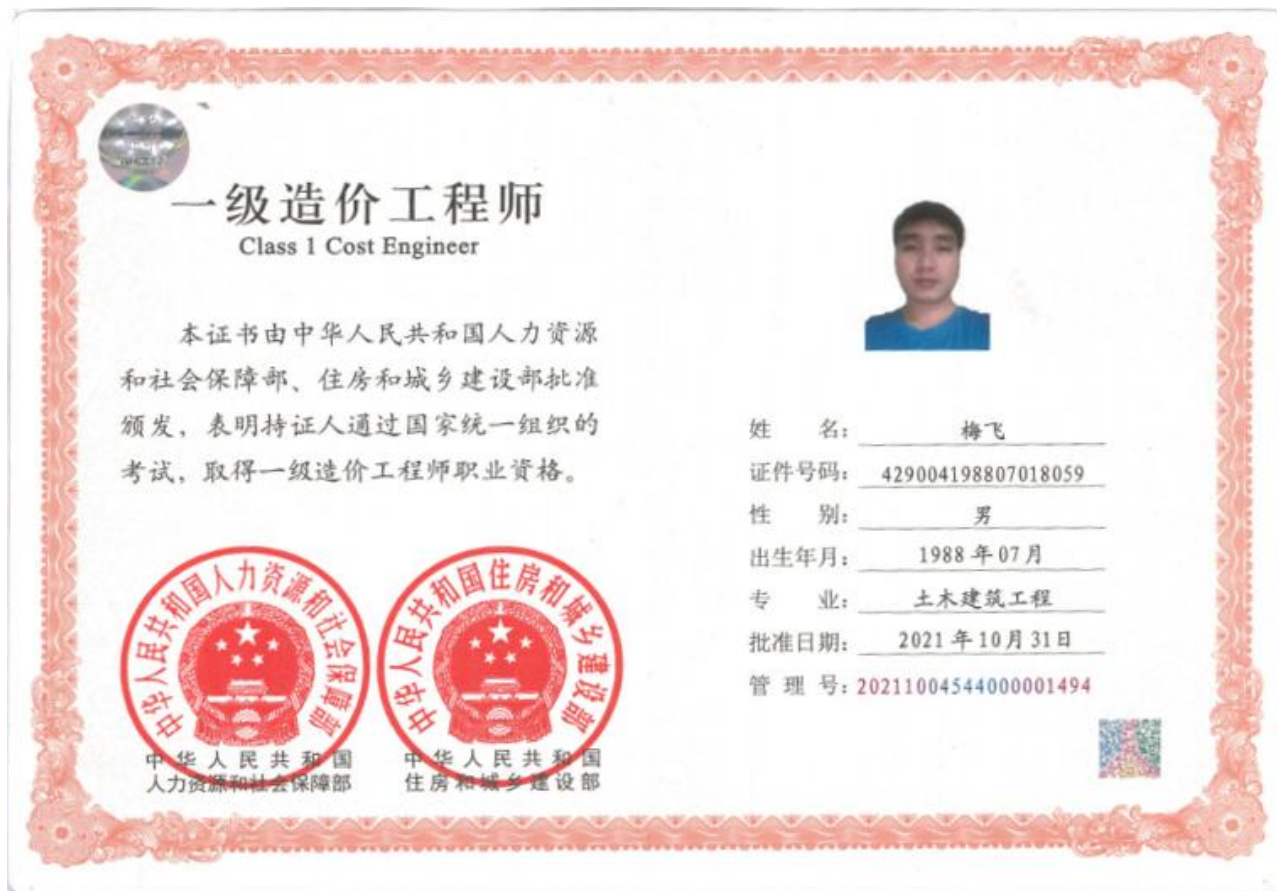 一级造价工程师
Class 1 Cost Engineer
本证书由中华人民共和国人力资源
和社会保障部、住房和城乡建设部批准
颁发，表明持证人通过国家统一组织的
考试，取得一级造价工程师职业资格。
中华人民共和国人力资源和社会保障部
中华人民共和国住房和城乡建设部
中华人民共和国
人力资源和社会保障部
中华人民共和国
住房和城乡建设部
姓 名：梅飞
证件号码：429004198807018059
性 别：男
出生年月：1988年07月
专 业：土木建筑工程
批准日期：2021年10月31日
管 理 号：20211004544000001494